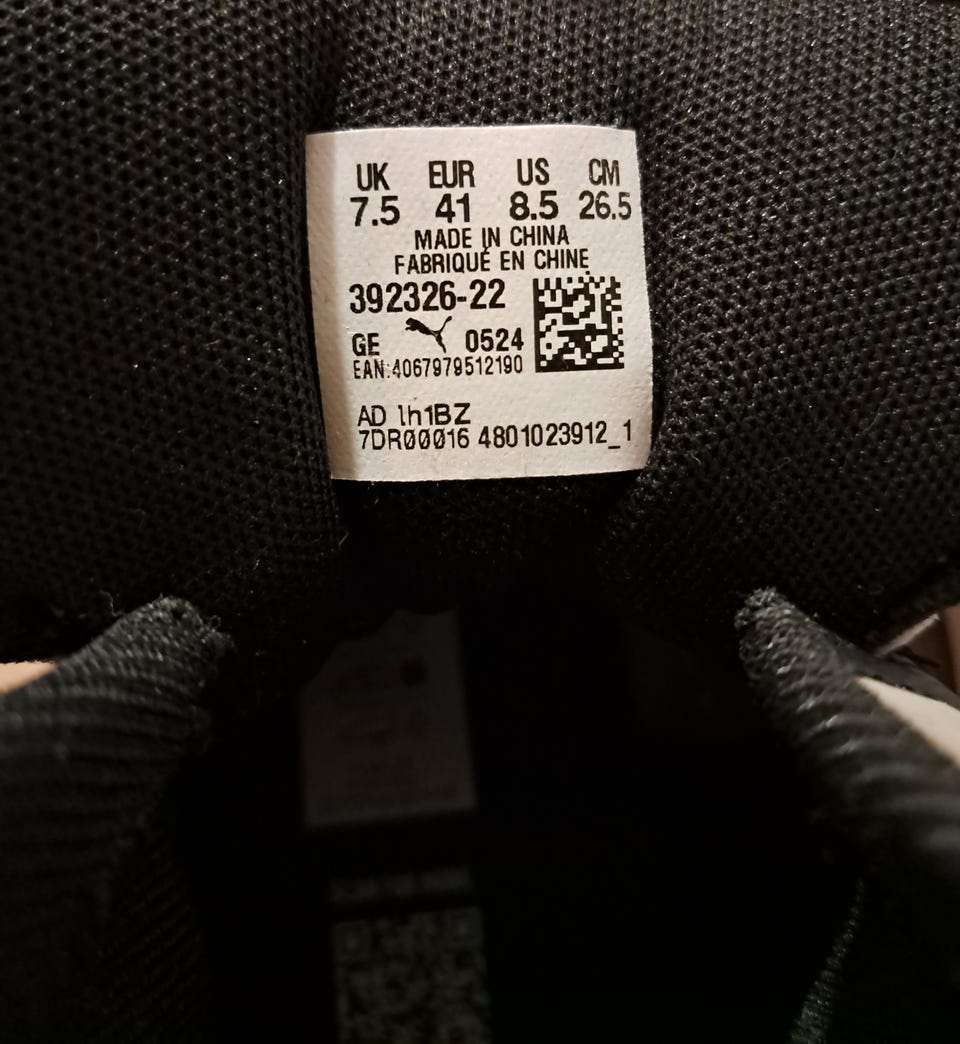 UK EUR US CM
7.5 41 8.5 26.5
MADE IN CHINA
FABRIQUÉ EN CHINE
392326-22
GE 0524
EAN:4067979512190
AD lh1BZ
7DR00016 4801023912_1